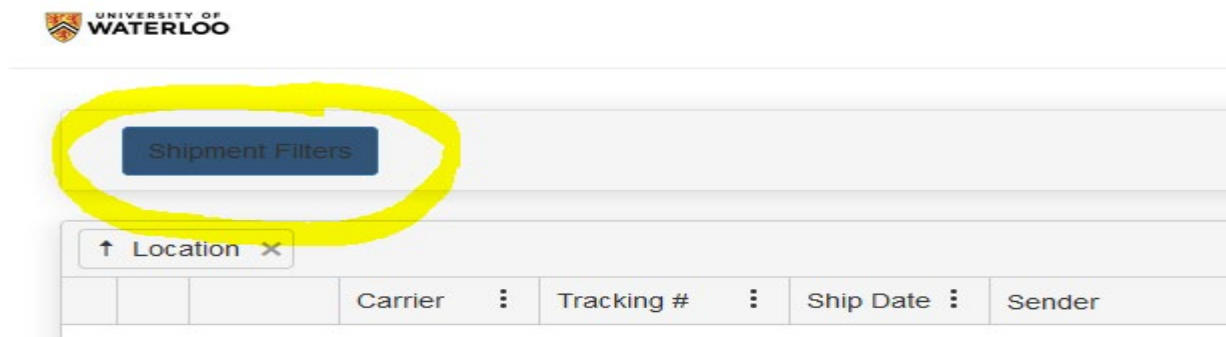 UNIVERSITY OF
WATERLOO
Shipment Filters
↑ Location ×
Carrier Tracking # Ship Date Sender